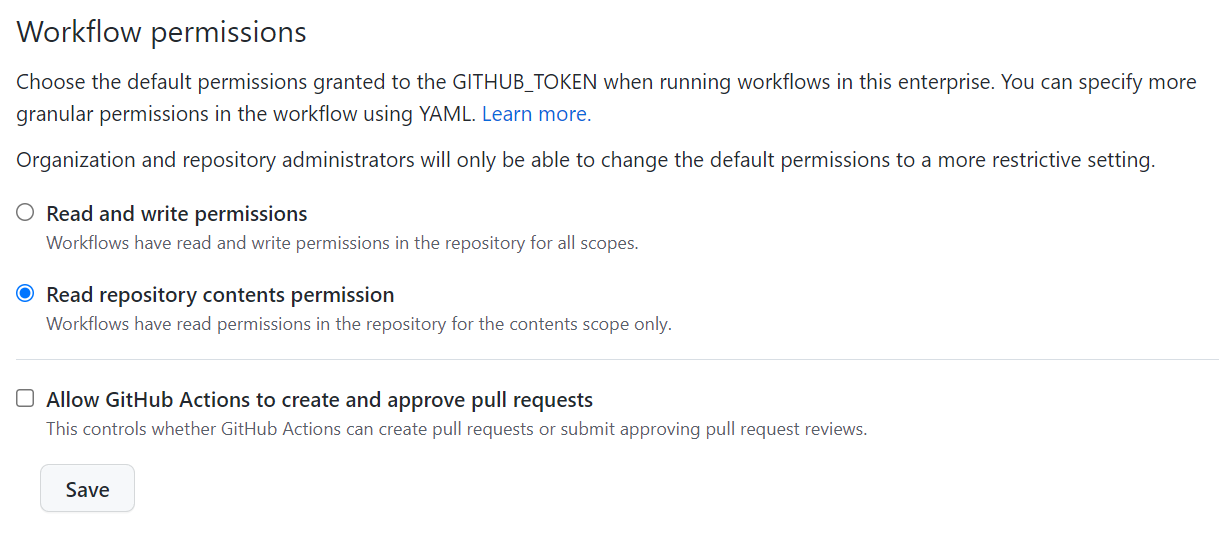 Workflow permissions
Choose the default permissions granted to the GITHUB_TOKEN when running workflows in this enterprise. You can specify more
granular permissions in the workflow using YAML. Learn more.
Organization and repository administrators will only be able to change the default permissions to a more restrictive setting.
Read and write permissions
Workflows have read and write permissions in the repository for all scopes.
Read repository contents permission
Workflows have read permissions in the repository for the contents scope only.
Allow GitHub Actions to create and approve pull requests
This controls whether GitHub Actions can create pull requests or submit approving pull request reviews.
Save